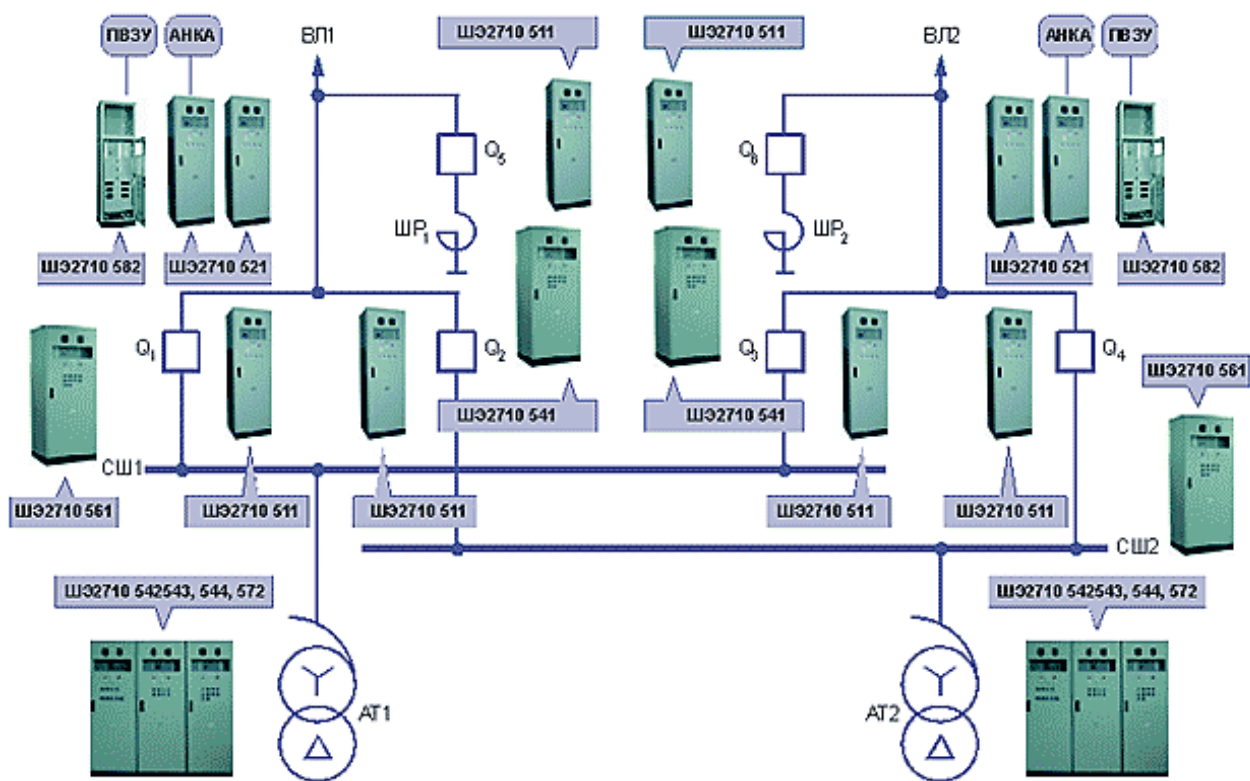 ПВЗУ АНКА ВЛ1 ШЭ2710 511 ШЭ2710 511 ВЛ2 АНКА ПВЗУ
Q5 Q6
ШР1 ШР2
ШЭ2710 582 ШЭ2710 521 ШЭ2710 521 ШЭ2710 582
Q1 Q2 Q3 Q4
ШЭ2710 561
ШЭ2710 541 ШЭ2710 541
СШ1
ШЭ2710 561 ШЭ2710 511 ШЭ2710 511 ШЭ2710 511 ШЭ2710 511
СШ2
ШЭ2710 542543, 544, 572 ШЭ2710 542543, 544, 572
АТ1 АТ2